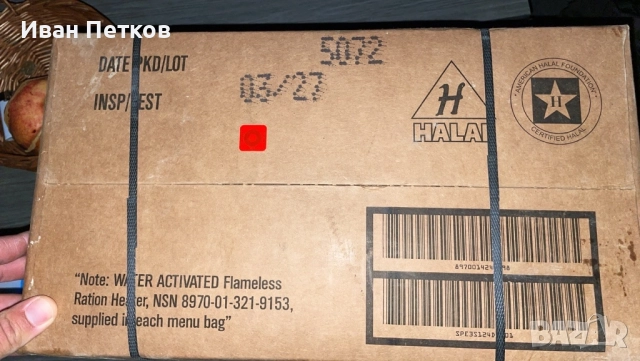 Иван Петков
DATE PKD/LOT 5072
INSP/TEST 03/27
H
HALAL
AMERICAN HALAL FOUNDATION
H
CERTIFIED HALAL
"Note: WATER ACTIVATED Flameless
Ration Heater, NSN 8970-01-321-9153,
supplied in each menu bag"
BAZAR